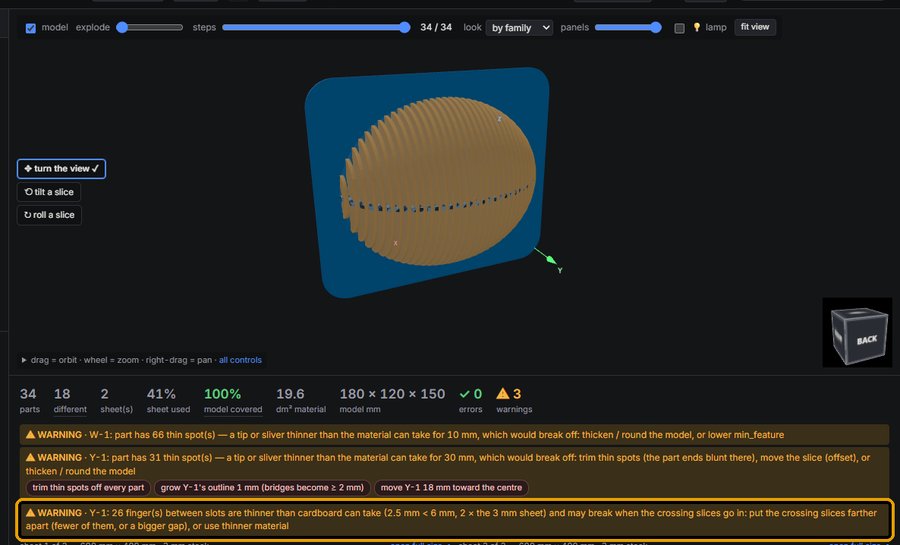 model explode steps 34 / 34 look by family panels lamp fit view
turn the view ✓
tilt a slice
roll a slice
z
x
Y
BACK
drag = orbit · wheel = zoom · right-drag = pan · all controls
34 18 2 41% 100% 19.6 180 × 120 × 150 ✓ 0 3
parts different sheet(s) sheet used model covered dm² material model mm errors warnings
WARNING · W-1: part has 66 thin spot(s) — a tip or sliver thinner than the material can take for 10 mm, which would break off: thicken / round the model, or lower min_feature
WARNING · Y-1: part has 31 thin spot(s) — a tip or sliver thinner than the material can take for 30 mm, which would break off: trim thin spots (the part ends blunt there), move the slice (offset), or
thicken / round the model
trim thin spots off every part grow Y-1's outline 1 mm (bridges become ≥ 2 mm) move Y-1 18 mm toward the centre
WARNING · Y-1: 26 finger(s) between slots are thinner than cardboard can take (2.5 mm < 6 mm, 2 × the 3 mm sheet) and may break when the crossing slices go in: put the crossing slices farther
apart (fewer of them, or a bigger gap), or use thinner material